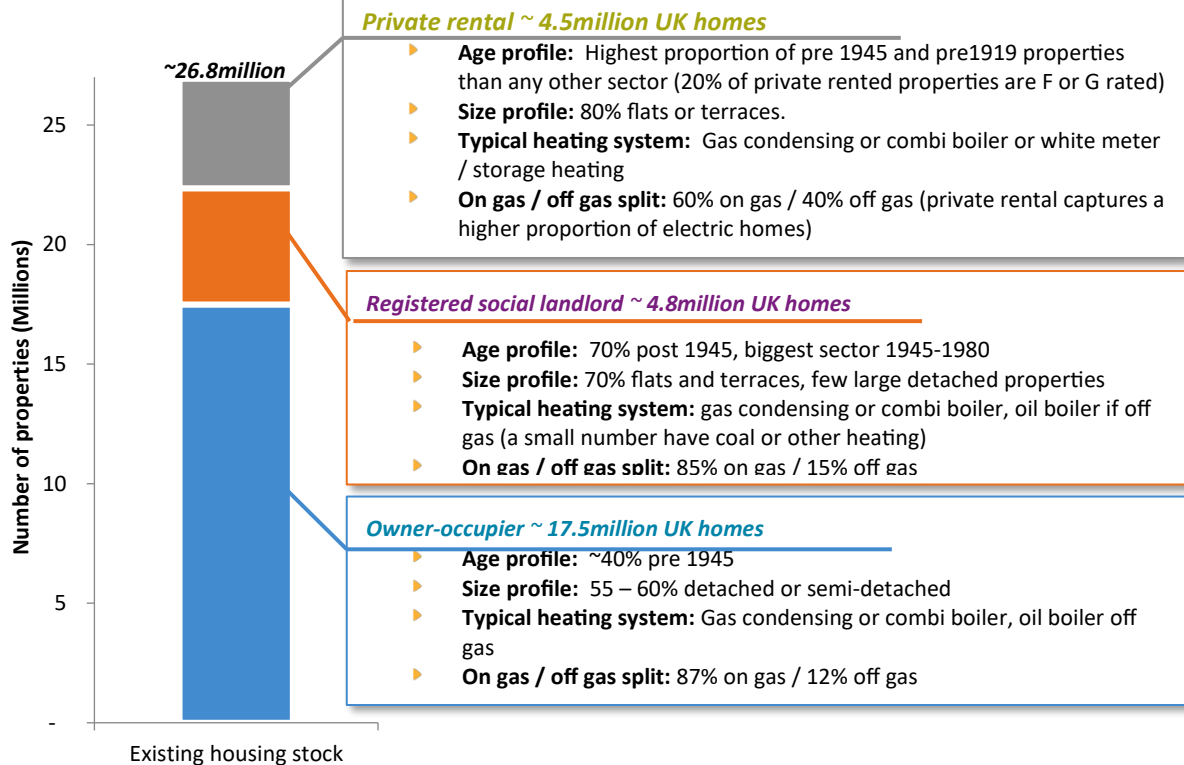 Private rental ~ 4.5million UK homes
Age profile: Highest proportion of pre 1945 and pre1919 properties
than any other sector (20% of private rented properties are F or G rated)
Size profile: 80% flats or terraces.
Typical heating system: Gas condensing or combi boiler or white meter
/ storage heating
On gas / off gas split: 60% on gas / 40% off gas (private rental captures a
higher proportion of electric homes)
Registered social landlord ~ 4.8million UK homes
Age profile: 70% post 1945, biggest sector 1945-1980
Size profile: 70% flats and terraces, few large detached properties
Typical heating system: gas condensing or combi boiler, oil boiler if off
gas (a small number have coal or other heating)
On gas / off gas split: 85% on gas / 15% off gas
Owner-occupier ~ 17.5million UK homes
Age profile: ~40% pre 1945
Size profile: 55 – 60% detached or semi-detached
Typical heating system: Gas condensing or combi boiler, oil boiler off
gas
On gas / off gas split: 87% on gas / 12% off gas
~26.8million
Number of properties (Millions)
25
20
15
10
5
-
Existing housing stock